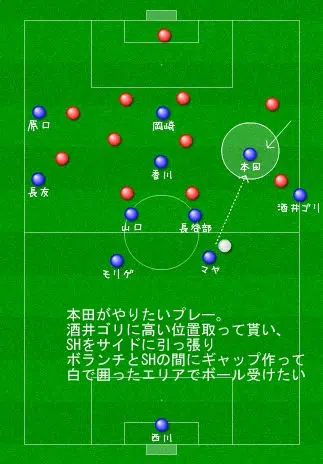 原口
岡崎
本田
香川
長友
酒井ゴリ
山口
長谷部
モリゲ
マヤ
本田がやりたいプレー。
酒井ゴリに高い位置取って貰い、
SHをサイドに引っ張り
ボランチとSHの間にギャップ作って
白で囲ったエリアでボール受けたい
西川